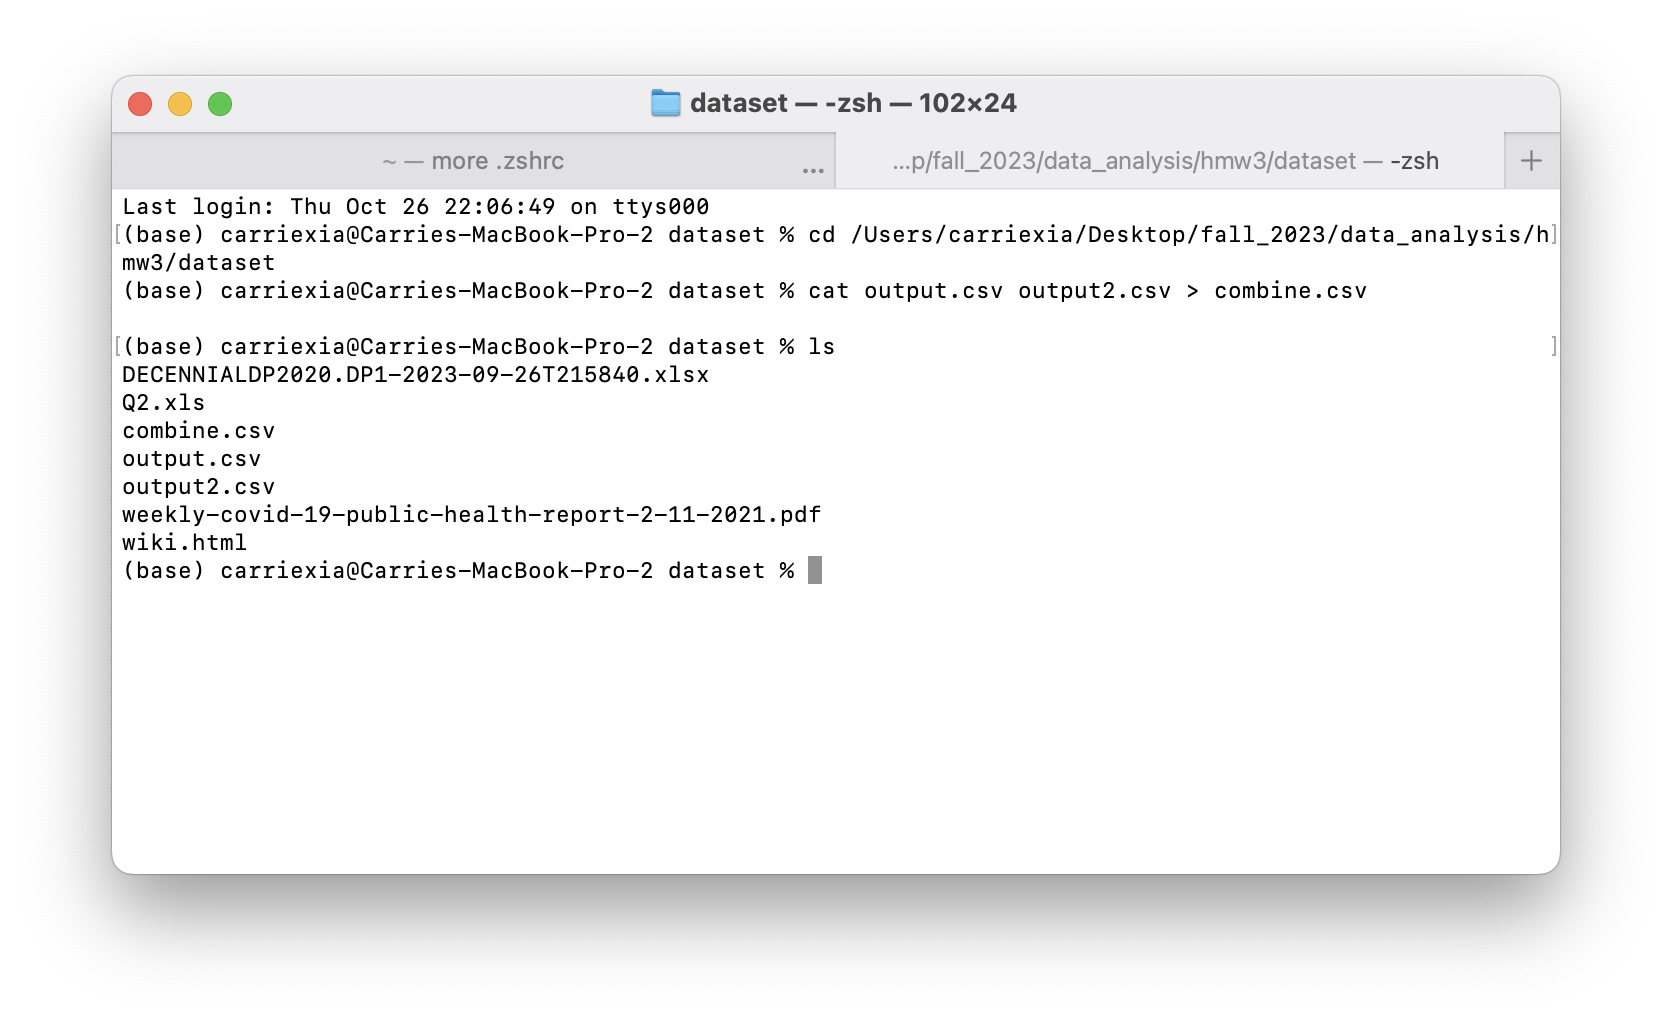 dataset — -zsh — 102×24
~ — more .zshrc ... ...p/fall_2023/data_analysis/hmw3/dataset — -zsh +
Last login: Thu Oct 26 22:06:49 on ttys000
[(base) carriexia@Carries-MacBook-Pro-2 dataset % cd /Users/carriexia/Desktop/fall_2023/data_analysis/h]
mw3/dataset
(base) carriexia@Carries-MacBook-Pro-2 dataset % cat output.csv output2.csv > combine.csv
[(base) carriexia@Carries-MacBook-Pro-2 dataset % ls ]
DECENNIALDP2020.DP1-2023-09-26T215840.xlsx
Q2.xls
combine.csv
output.csv
output2.csv
weekly-covid-19-public-health-report-2-11-2021.pdf
wiki.html
(base) carriexia@Carries-MacBook-Pro-2 dataset %